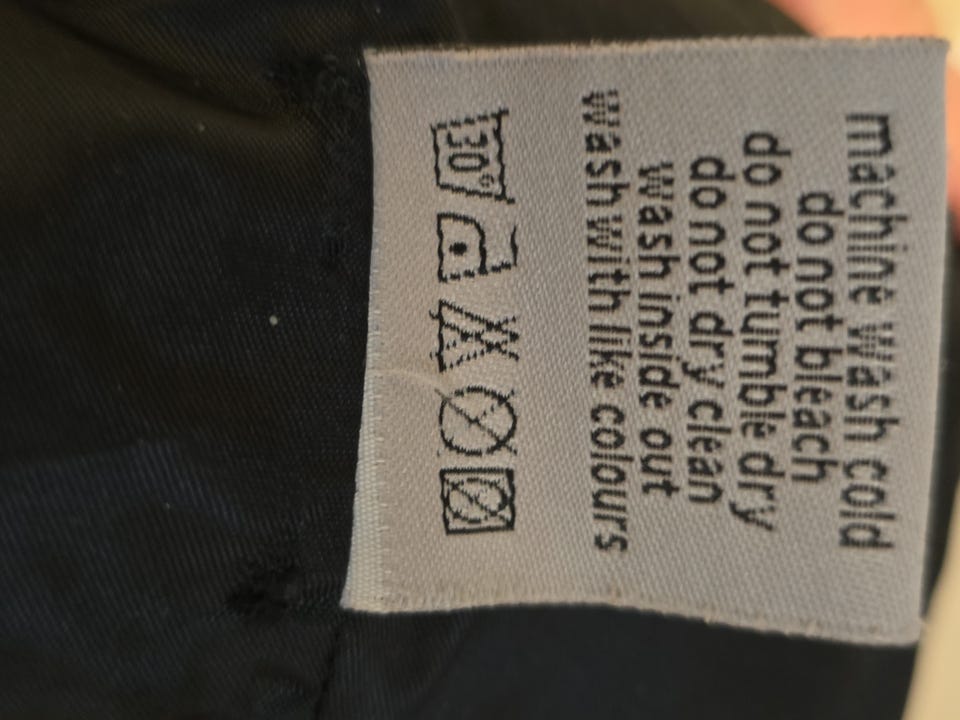 machine wash cold
do not bleach
do not tumble dry
do not dry clean
wash inside out
wash with like colours
30°